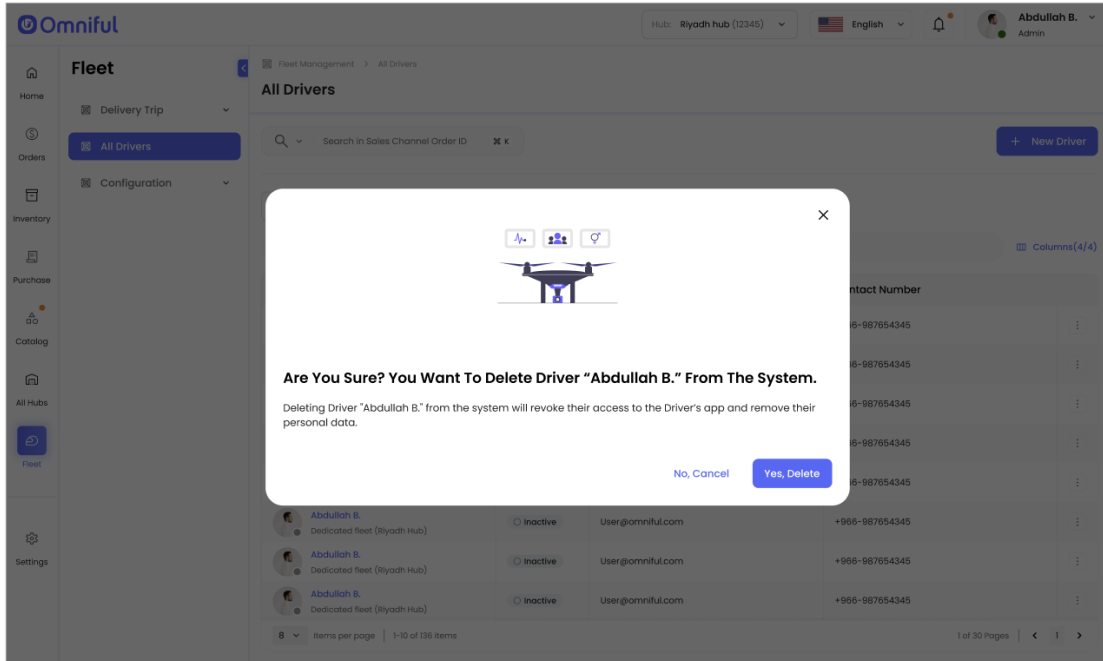 Omniful
Hub: Riyadh hub (12345)
English
Abdullah B.
Admin
Home
Orders
Inventory
Purchase
Catalog
All Hubs
Fleet
Settings
Fleet
Delivery Trip
All Drivers
Configuration
Fleet Management > All Drivers
All Drivers
Search in Sales Channel Order ID ⌘ K
+ New Driver
Columns(4/4)
ntact Number
6-987654345
6-987654345
6-987654345
6-987654345
6-987654345
Are You Sure? You Want To Delete Driver “Abdullah B.” From The System.
Deleting Driver "Abdullah B." from the system will revoke their access to the Driver's app and remove their
personal data.
No, Cancel
Yes, Delete
Abdullah B.
Dedicated fleet (Riyadh Hub)
Inactive
User@omniful.com
+966-987654345
Abdullah B.
Dedicated fleet (Riyadh Hub)
Inactive
User@omniful.com
+966-987654345
Abdullah B.
Dedicated fleet (Riyadh Hub)
Inactive
User@omniful.com
+966-987654345
8 Items per page 1-10 of 136 items
1 of 30 Pages 1